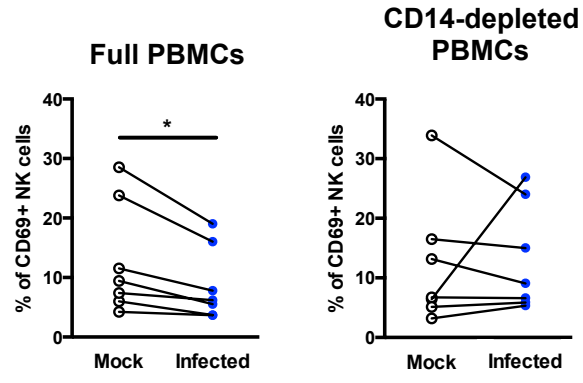 Full PBMCs
% of CD69+ NK cells
40
30
20
10
0
*
Mock Infected
CD14-depleted
PBMCs
% of CD69+ NK cells
40
30
20
10
0
Mock Infected